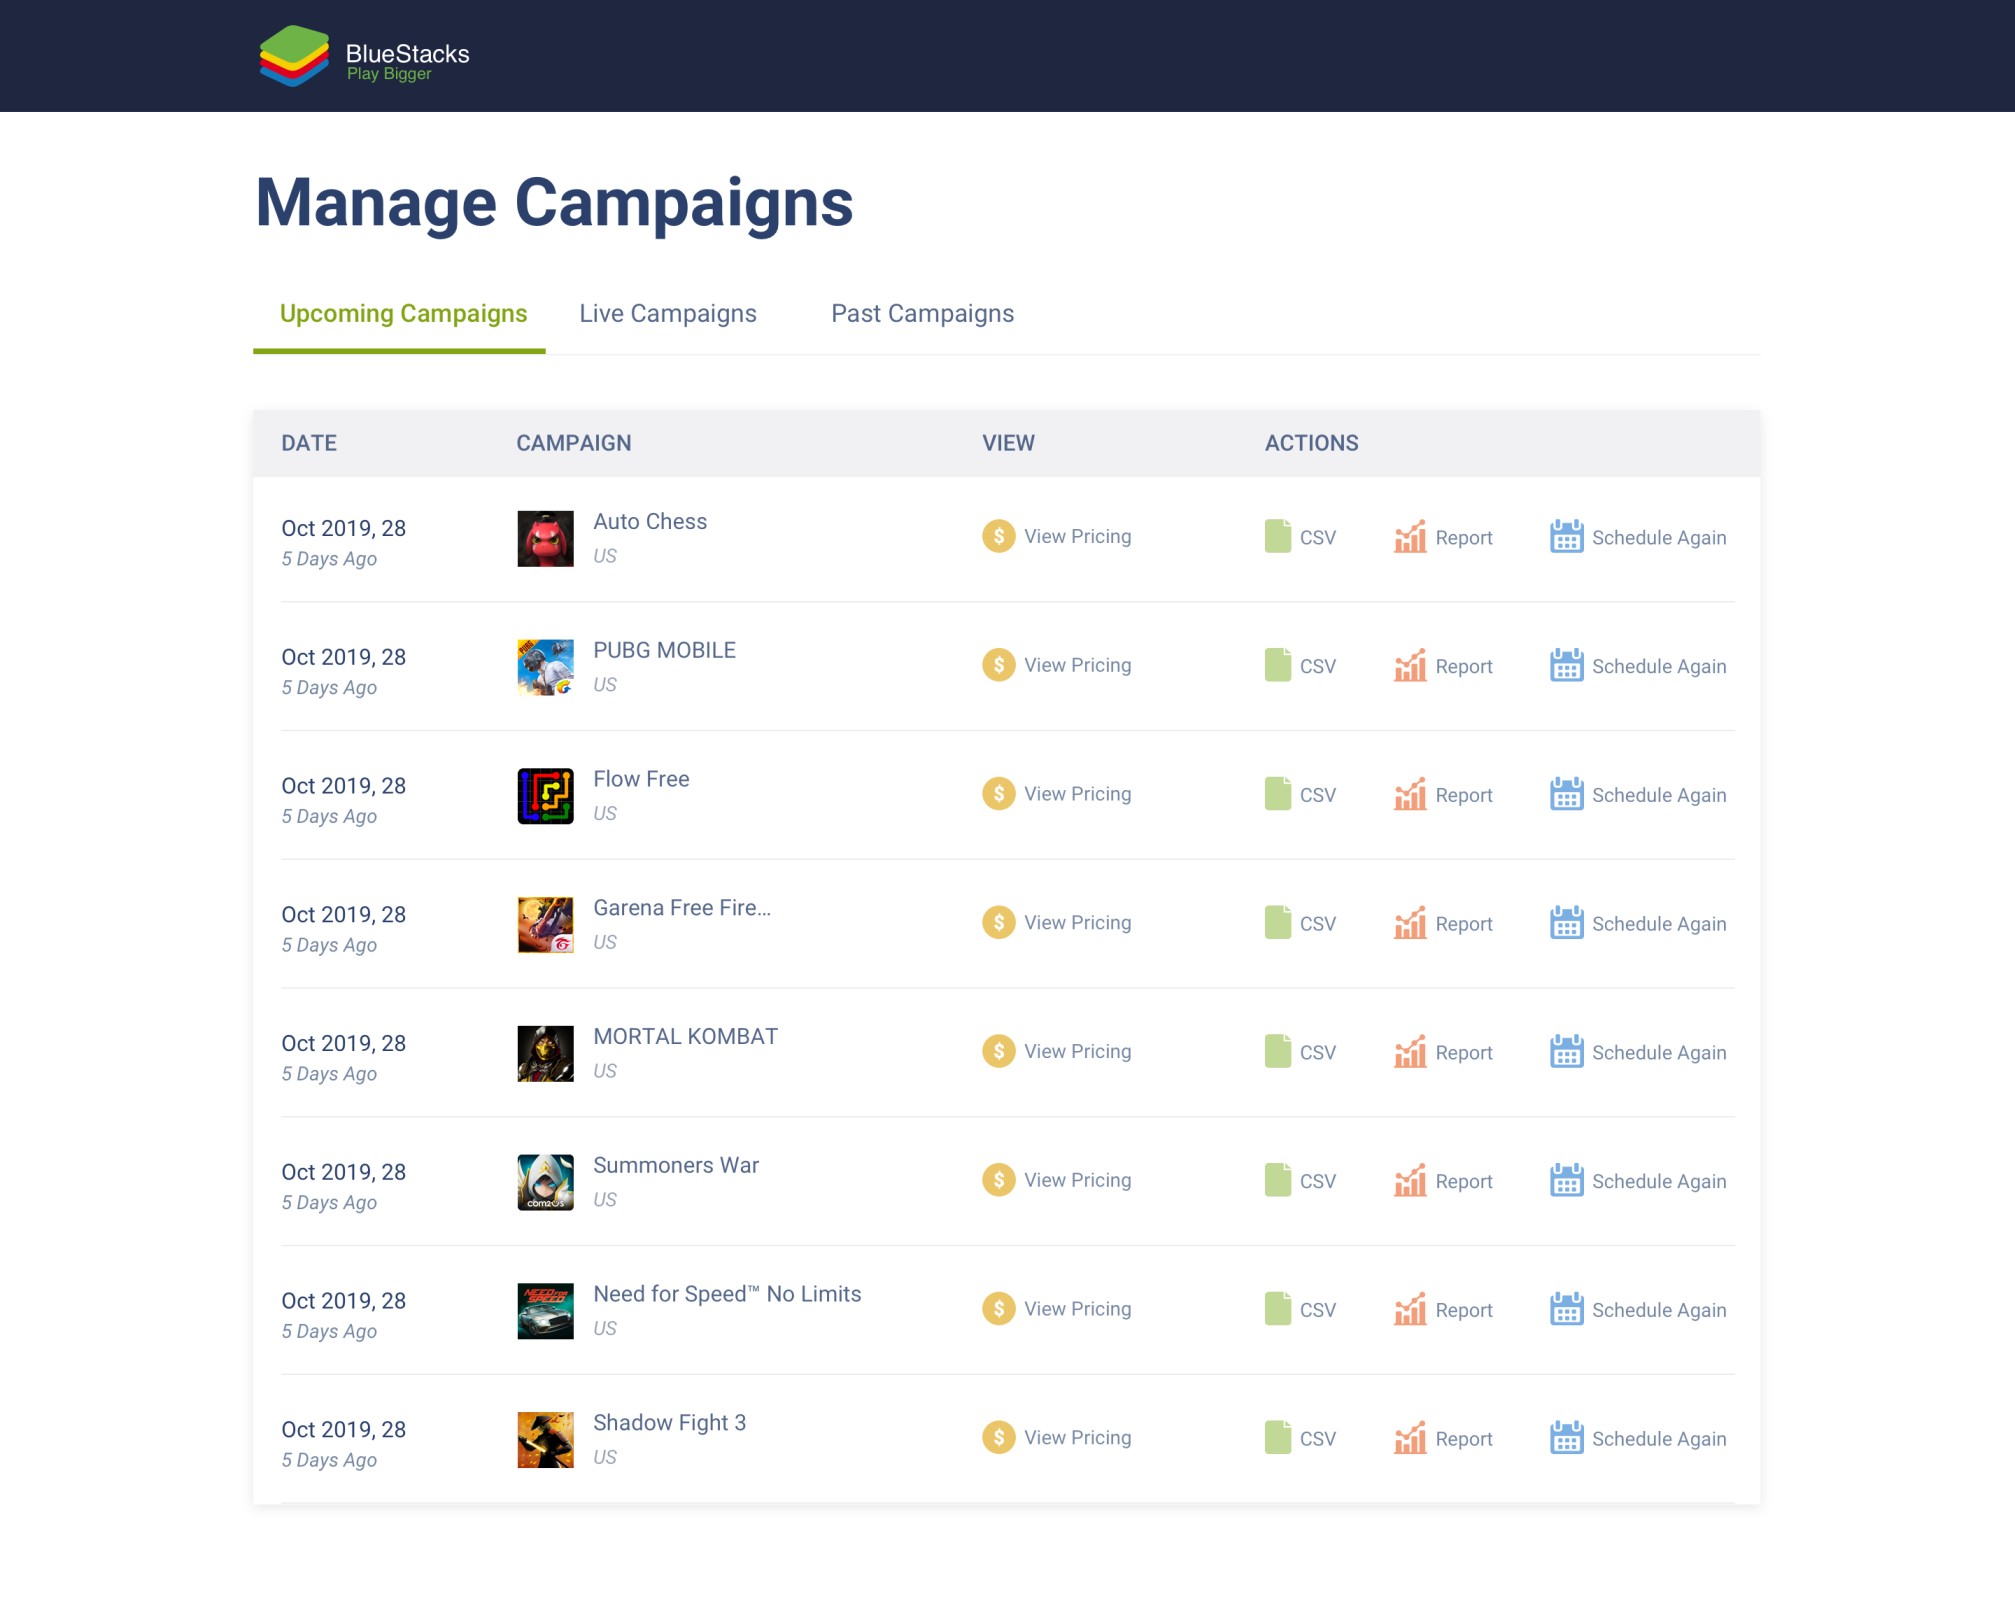 BlueStacks
Play Bigger
Manage Campaigns
Upcoming Campaigns Live Campaigns Past Campaigns
DATE CAMPAIGN VIEW ACTIONS
Oct 2019, 28 Auto Chess View Pricing CSV Report Schedule Again
5 Days Ago US
PUBG
Oct 2019, 28 PUBG MOBILE View Pricing CSV Report Schedule Again
5 Days Ago US
Oct 2019, 28 Flow Free View Pricing CSV Report Schedule Again
5 Days Ago US
Oct 2019, 28 Garena Free Fire... View Pricing CSV Report Schedule Again
5 Days Ago US
Oct 2019, 28 MORTAL KOMBAT View Pricing CSV Report Schedule Again
5 Days Ago US
Oct 2019, 28 Summoners War View Pricing CSV Report Schedule Again
5 Days Ago com2us US
NEED FOR
SPEED
Oct 2019, 28 Need for Speed™ No Limits View Pricing CSV Report Schedule Again
5 Days Ago US
Oct 2019, 28 Shadow Fight 3 View Pricing CSV Report Schedule Again
5 Days Ago US